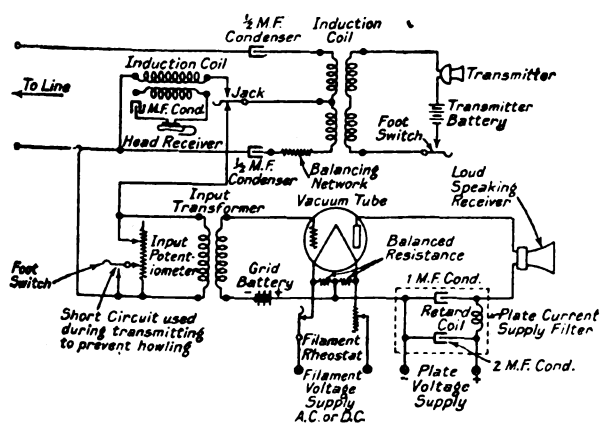 ½ M.F.
Condenser
Induction
Coil
Induction Coil
To Line
Jack
Transmitter
1 M.F. Cond.
Transmitter
Battery
Head Receiver
Foot
Switch
½ M.F.
Condenser
Balancing
Network
Loud
Speaking
Receiver
Input
Transformer
Vacuum Tube
Input
Potent-
iometer
Balanced
Resistance
Foot
Switch
Grid
Battery
- +
1 M.F. Cond.
Retard
Coil
Plate Current
Supply Filter
Short Circuit used
during transmitting
to prevent howling
Filament
Rheostat
2 M.F. Cond.
- +
Filament
Voltage
Supply
A.C. or D.C.
Plate
Voltage
Supply